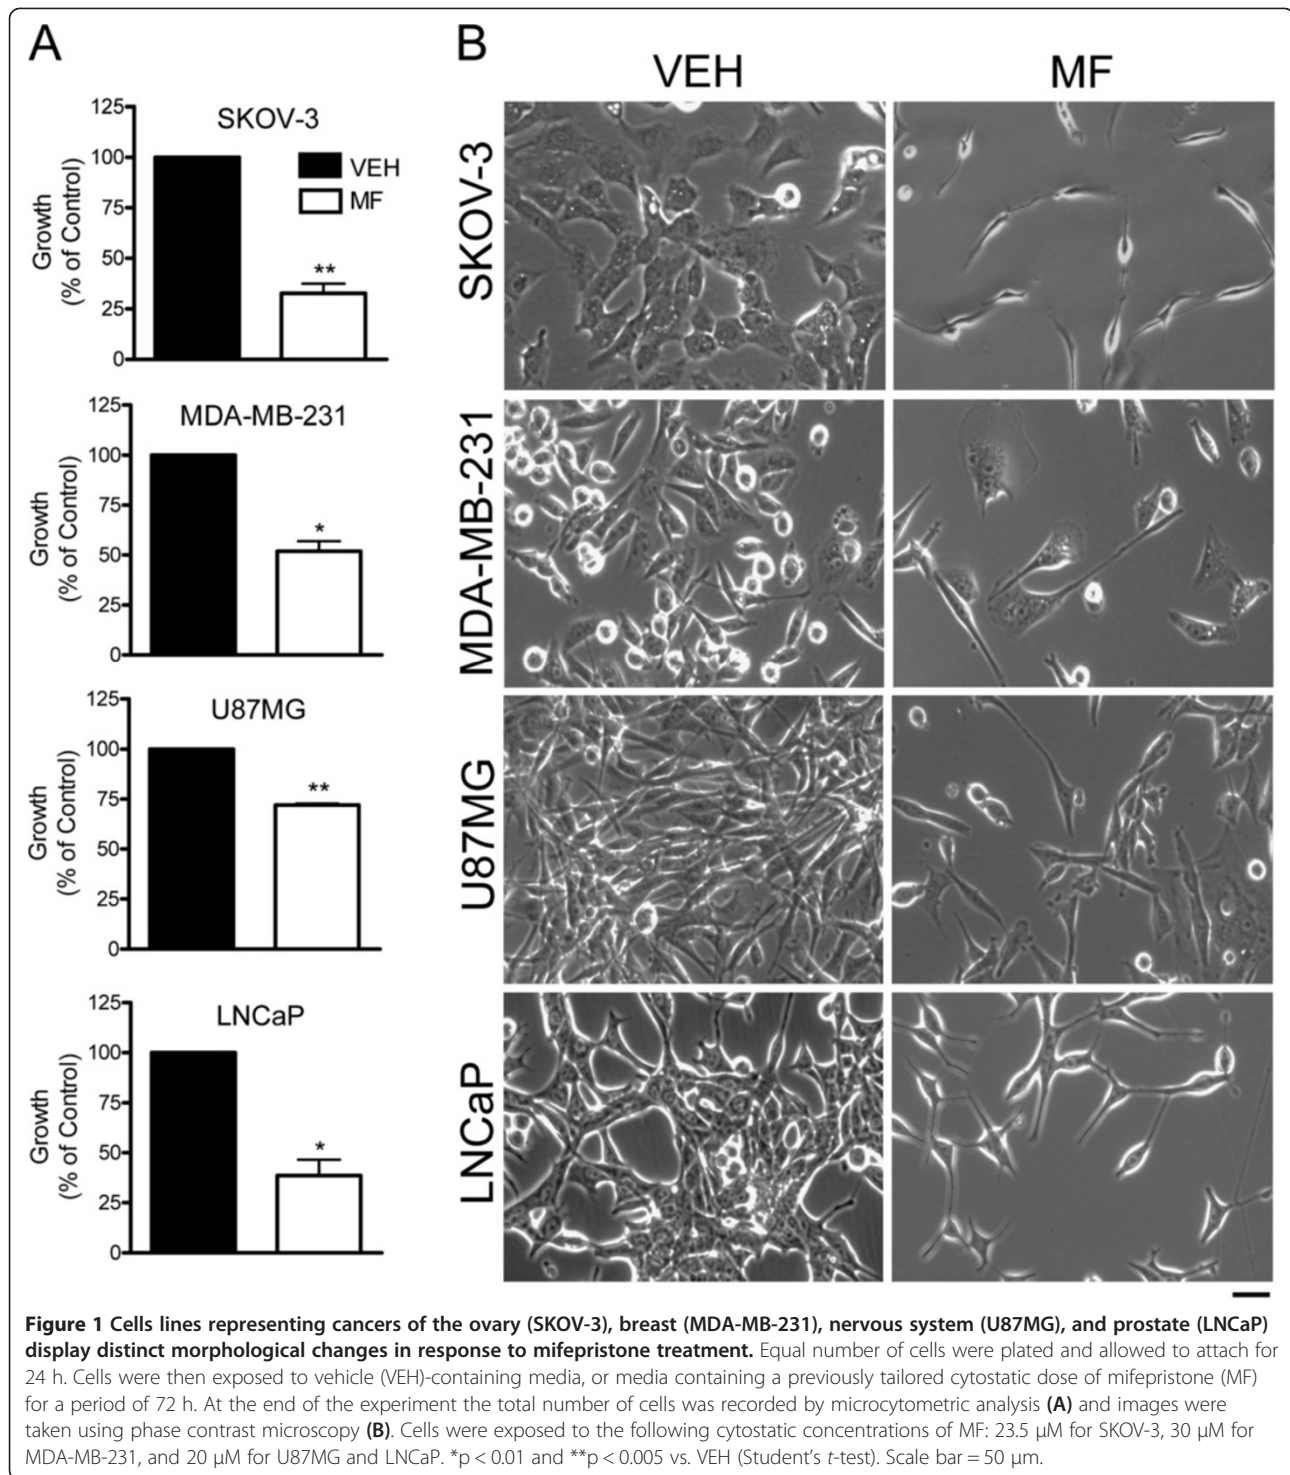 A
B
VEH
MF
125
100
75
50
25
0
Growth
(% of Control)
SKOV-3
VEH
MF
**
SKOV-3
125
100
75
50
25
0
Growth
(% of Control)
MDA-MB-231
*
MDA-MB-231
125
100
75
50
25
0
Growth
(% of Control)
U87MG
**
U87MG
125
100
75
50
25
0
Growth
(% of Control)
LNCaP
*
LNCaP
Figure 1 Cells lines representing cancers of the ovary (SKOV-3), breast (MDA-MB-231), nervous system (U87MG), and prostate (LNCaP)
display distinct morphological changes in response to mifepristone treatment. Equal number of cells were plated and allowed to attach for
24 h. Cells were then exposed to vehicle (VEH)-containing media, or media containing a previously tailored cytostatic dose of mifepristone (MF)
for a period of 72 h. At the end of the experiment the total number of cells was recorded by microcytometric analysis (A) and images were
taken using phase contrast microscopy (B). Cells were exposed to the following cytostatic concentrations of MF: 23.5 μM for SKOV-3, 30 μM for
MDA-MB-231, and 20 μM for U87MG and LNCaP. *p < 0.01 and **p < 0.005 vs. VEH (Student's t-test). Scale bar = 50 μm.